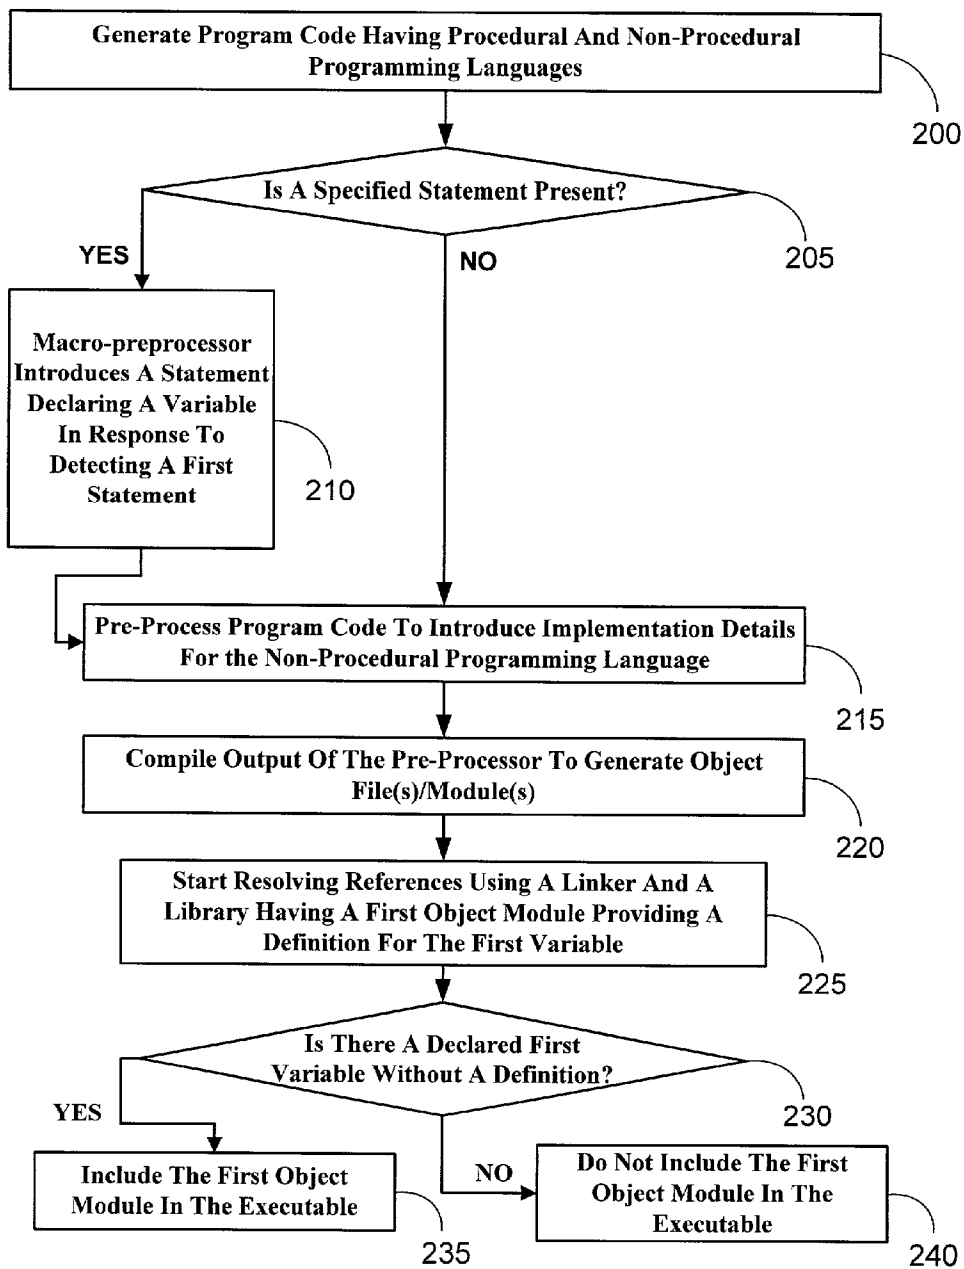 Generate Program Code Having Procedural And Non-Procedural
Programming Languages
200
Is A Specified Statement Present?
205
YES
NO
Macro-preprocessor
Introduces A Statement
Declaring A Variable
In Response To
Detecting A First
Statement
210
Pre-Process Program Code To Introduce Implementation Details
For the Non-Procedural Programming Language
215
Compile Output Of The Pre-Processor To Generate Object
File(s)/Module(s)
220
Start Resolving References Using A Linker And A
Library Having A First Object Module Providing A
Definition For The First Variable
225
Is There A Declared First
Variable Without A Definition?
230
YES
NO
Include The First Object
Module In The Executable
235
Do Not Include The First
Object Module In The
Executable
240